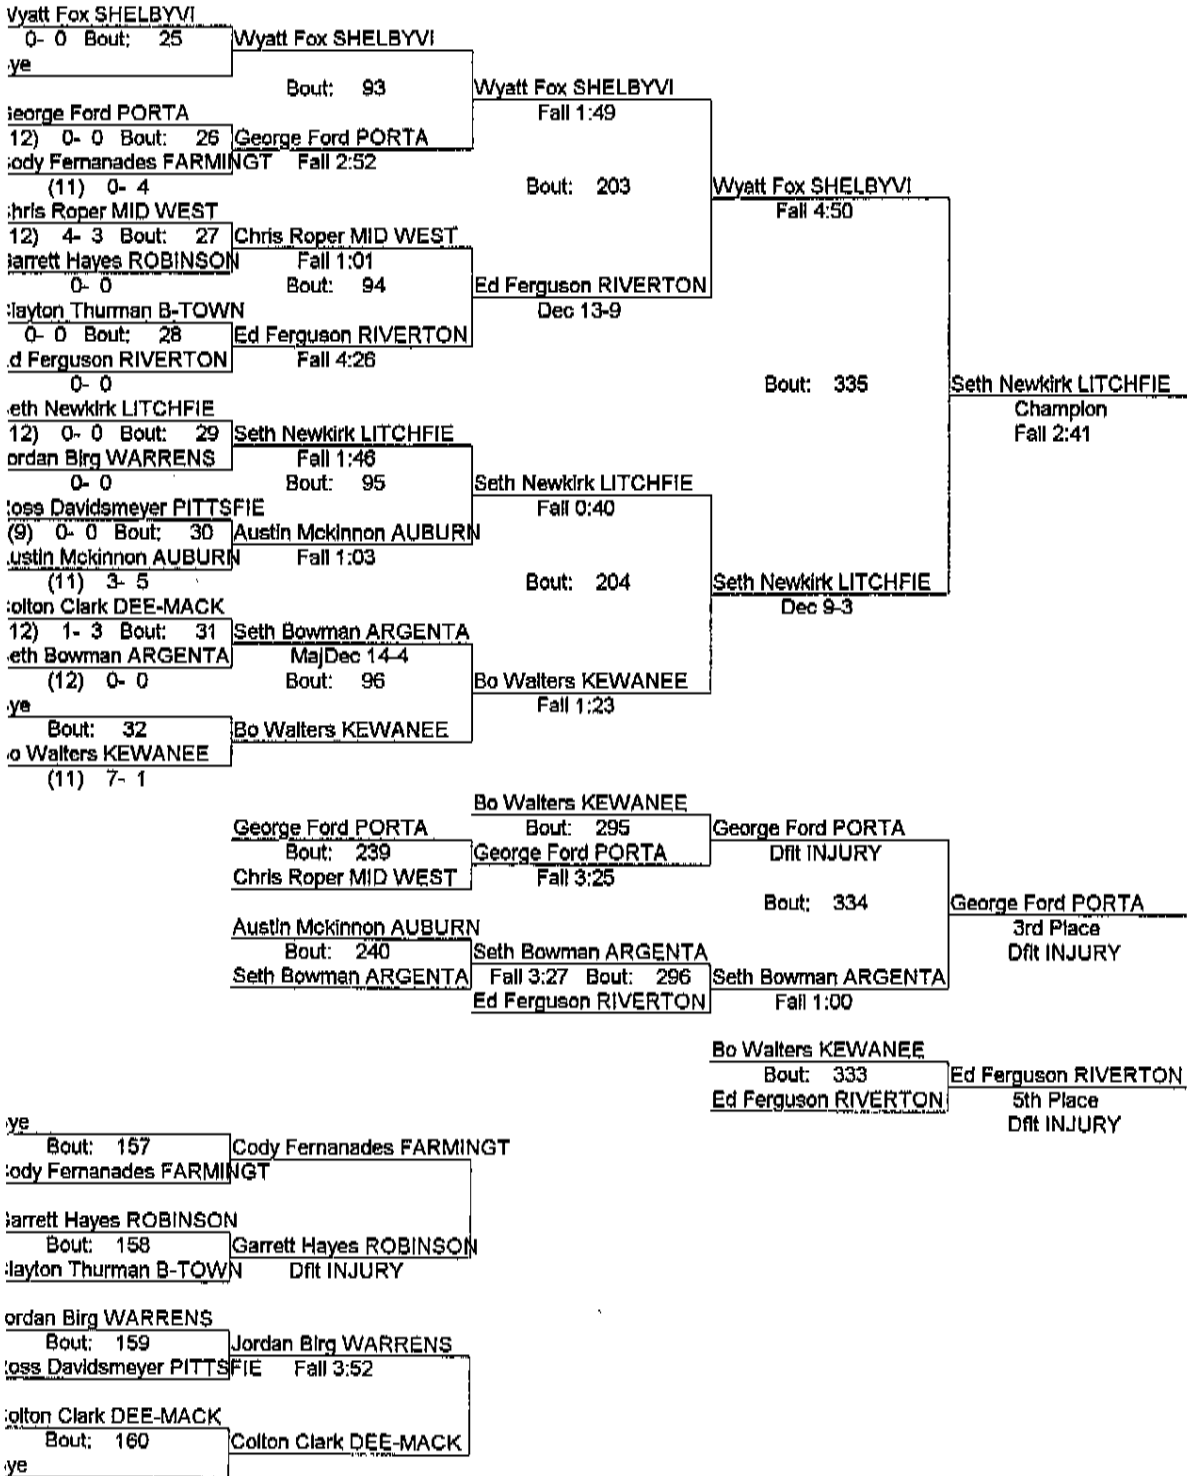 Wyatt Fox SHELBYVI
0- 0 Bout: 25
Wyatt Fox SHELBYVI
ye
Bout: 93
Wyatt Fox SHELBYVI
Fall 1:49
eorge Ford PORTA
12) 0- 0 Bout: 26
George Ford PORTA
ody Fernanades FARMINGT
Fall 2:52
(11) 0- 4
Bout: 203
Wyatt Fox SHELBYVI
Fall 4:50
hris Roper MID WEST
12) 4- 3 Bout: 27
Chris Roper MID WEST
arrett Hayes ROBINSON
Fall 1:01
0- 0
Bout: 94
Ed Ferguson RIVERTON
Dec 13-9
layton Thurman B-TOWN
0- 0 Bout: 28
Ed Ferguson RIVERTON
d Ferguson RIVERTON
Fall 4:26
0- 0
Bout: 335
Seth Newkirk LITCHFIE
Champion
Fall 2:41
eth Newkirk LITCHFIE
12) 0- 0 Bout: 29
Seth Newkirk LITCHFIE
ordan Birg WARRENS
Fall 1:46
0- 0
Bout: 95
Seth Newkirk LITCHFIE
Fall 0:40
oss Davidsmeyer PITTSFIE
(9) 0- 0 Bout: 30
Austin Mckinnon AUBURN
ustin Mckinnon AUBURN
Fall 1:03
(11) 3- 5
Bout: 204
Seth Newkirk LITCHFIE
Dec 9-3
olton Clark DEE-MACK
12) 1- 3 Bout: 31
Seth Bowman ARGENTA
eth Bowman ARGENTA
MajDec 14-4
(12) 0- 0
Bout: 96
Bo Walters KEWANEE
Fall 1:23
ye
Bout: 32
Bo Walters KEWANEE
o Walters KEWANEE
(11) 7- 1
Bo Walters KEWANEE
George Ford PORTA
Bout: 295
George Ford PORTA
Bout: 239
George Ford PORTA
Dflt INJURY
Chris Roper MID WEST
Fall 3:25
Bout: 334
George Ford PORTA
3rd Place
Dflt INJURY
Austin Mckinnon AUBURN
Bout: 240
Seth Bowman ARGENTA
Seth Bowman ARGENTA
Fall 3:27 Bout: 296
Seth Bowman ARGENTA
Ed Ferguson RIVERTON
Fall 1:00
Bo Walters KEWANEE
Bout: 333
Ed Ferguson RIVERTON
Ed Ferguson RIVERTON
5th Place
Dflt INJURY
ye
Bout: 157
Cody Fernanades FARMINGT
ody Fernanades FARMINGT
arrett Hayes ROBINSON
Bout: 158
Garrett Hayes ROBINSON
layton Thurman B-TOWN
Dflt INJURY
ordan Birg WARRENS
Bout: 159
Jordan Birg WARRENS
oss Davidsmeyer PITTSFIE
Fall 3:52
olton Clark DEE-MACK
Bout: 160
Colton Clark DEE-MACK
ye